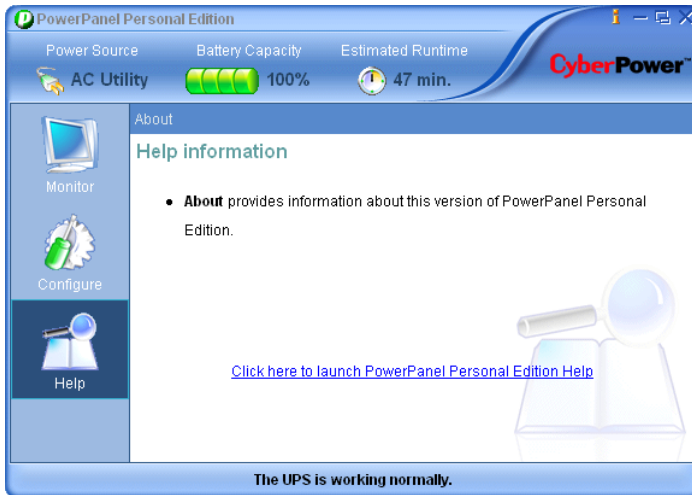 PowerPanel Personal Edition
Power Source
Battery Capacity
Estimated Runtime
AC Utility
100%
47 min.
CyberPower™
Monitor
Configure
Help
About
Help information
• About provides information about this version of PowerPanel Personal
Edition.
Click here to launch PowerPanel Personal Edition Help
The UPS is working normally.